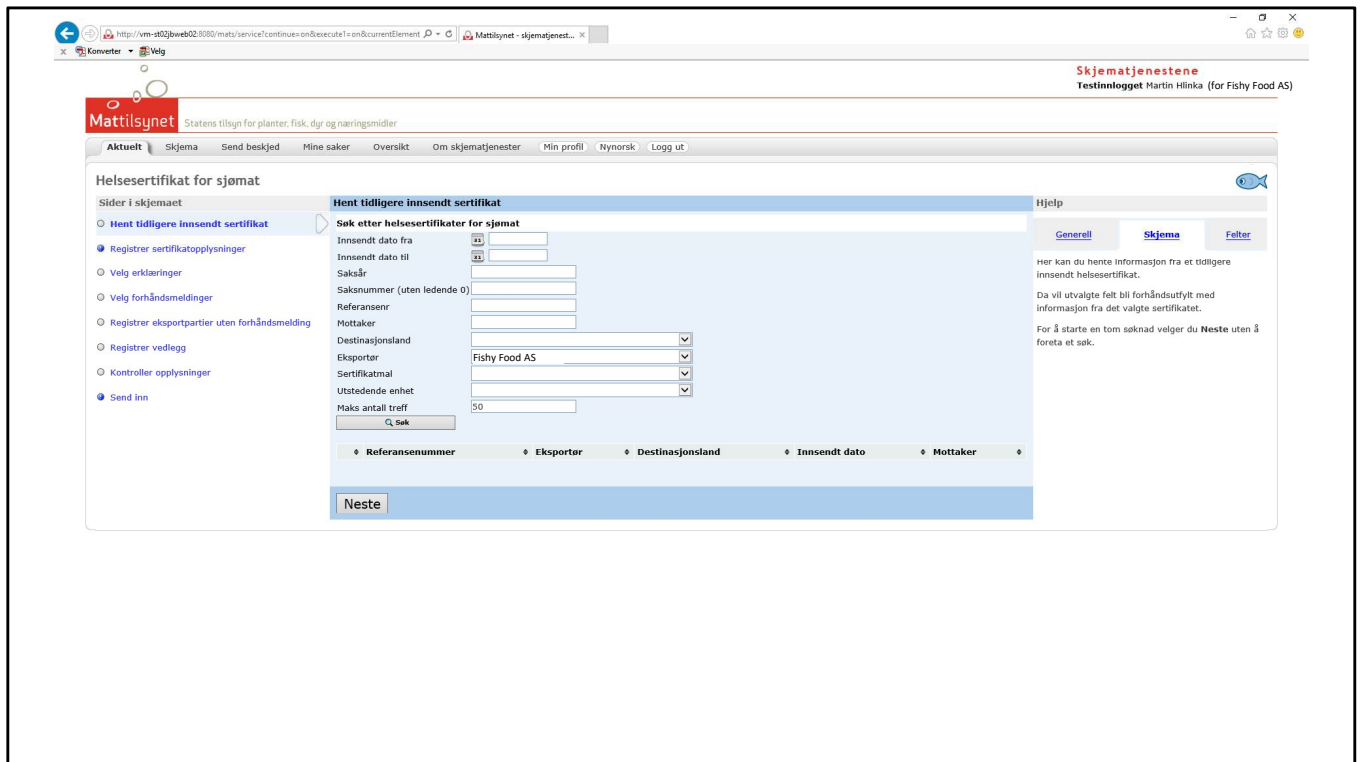 http://vm-st02jbweb02:8080/mats/service?continue=on&execute1=on&currentElement
Mattilsynet - skjematjenest... ×
x Konverter Velg
Skjematjenestene
Testinnlogget Martin Hlinka (for Fishy Food AS)
Mattilsynet Statens tilsyn for planter, fisk, dyr og næringsmidler
Aktuelt Skjema Send beskjed Mine saker Oversikt Om skjematjenester Min profil Nynorsk Logg ut
Helsesertifikat for sjømat
Sider i skjemaet
Hent tidligere innsendt sertifikat
Registrer sertifikatopplysninger
Velg erklæringer
Velg forhåndsmeldinger
Registrer eksportpartier uten forhåndsmelding
Registrer vedlegg
Kontroller opplysninger
Send inn
Hent tidligere innsendt sertifikat
Søk etter helsesertifikater for sjømat
Innsendt dato fra 31
Innsendt dato til 31
Saksår
Saksnummer (uten ledende 0)
Referansenr
Mottaker
Destinasjonsland
Eksportør Fishy Food AS
Sertifikatmal
Utstedende enhet
Maks antall treff 50
Søk
Referansenummer Eksportør Destinasjonsland Innsendt dato Mottaker
Neste
Hjelp
Generell Skjema Felter
Her kan du hente informasjon fra et tidligere
innsendt helsesertifikat.
Da vil utvalgte felt bli forhåndsutfylt med
informasjon fra det valgte sertifikatet.
For å starte en tom søknad velger du Neste uten å
foreta et søk.